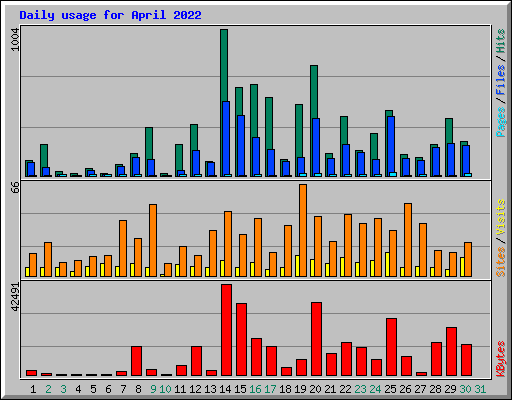 Daily usage for April 2022
1004
Pages / Files / Hits
66
Sites / Visits
42491
KBytes
1 2 3 4 5 6 7 8 9 10 11 12 13 14 15 16 17 18 19 20 21 22 23 24 25 26 27 28 29 30 31